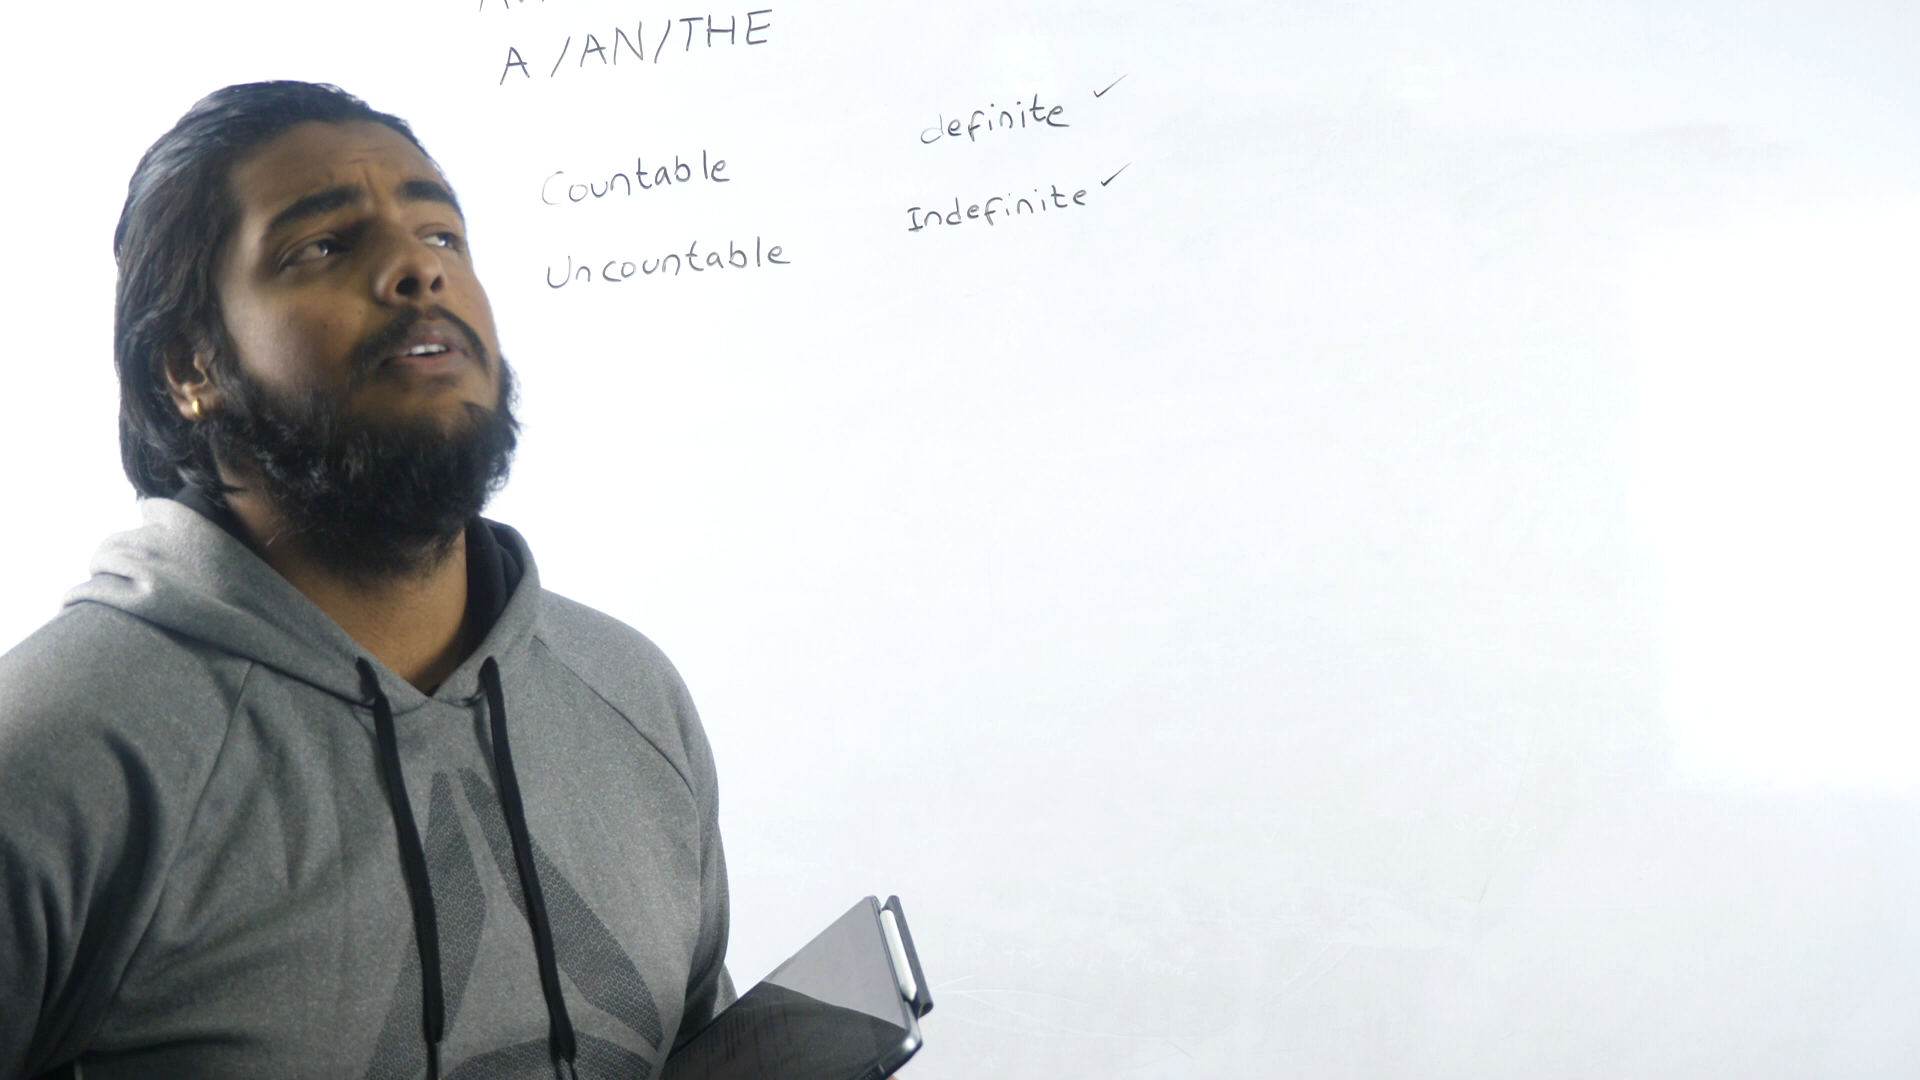 A /AN/THE
definite ✓
Countable
Indefinite ✓
Uncountable